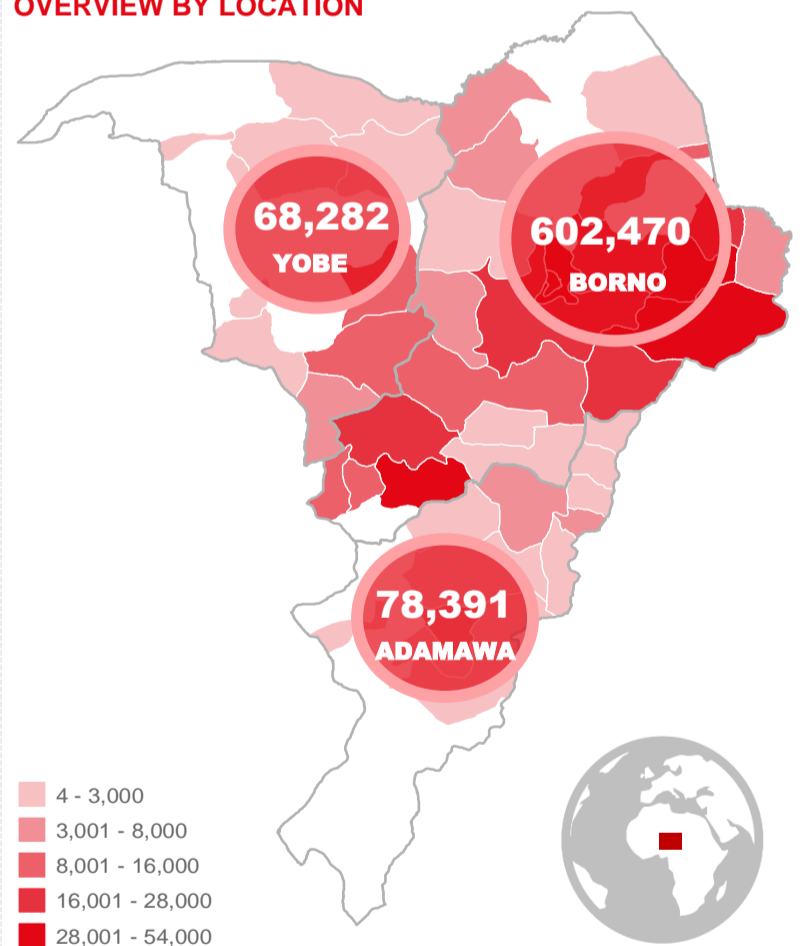 OVERVIEW BY LOCATION
68,282
YOBE
602,470
BORNO
78,391
ADAMAWA
4 - 3,000
3,001 - 8,000
8,001 - 16,000
16,001 - 28,000
28,001 - 54,000